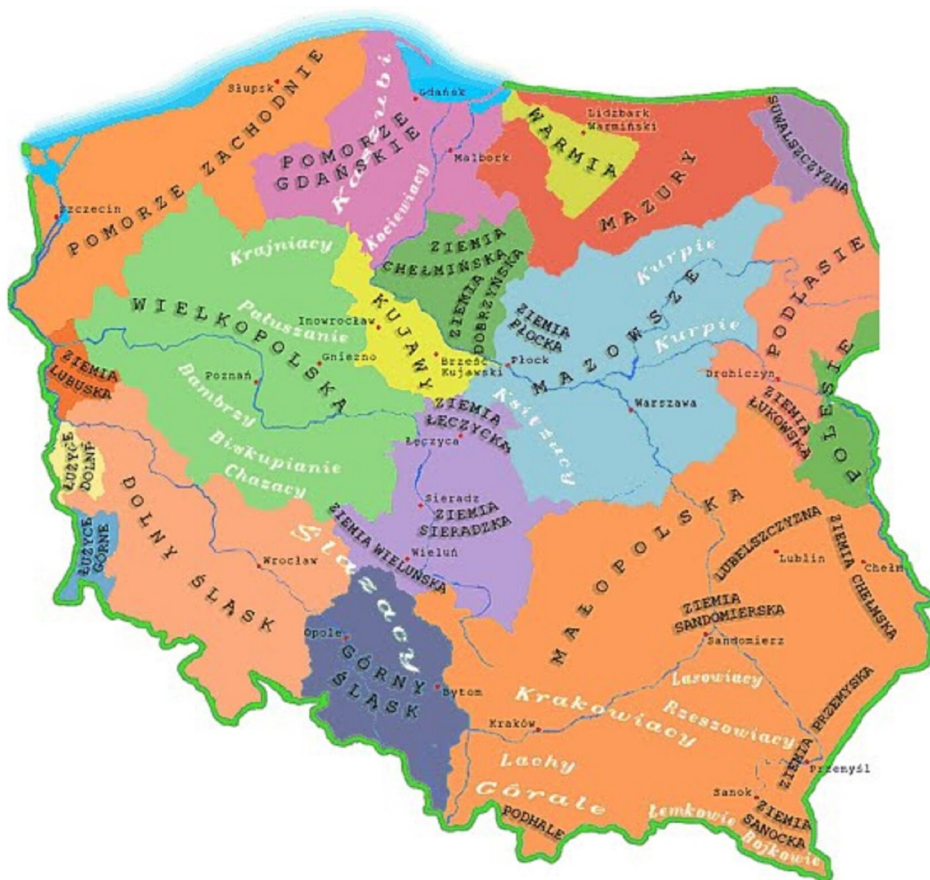 Słupsk
Gdańsk
Kaszubi
POMORZE ZACHODNIE
POMORZE
GDAŃSKIE
Malbork
Kociewiacy
Lidzbark
Warmiński
WARMIA
MAZURY
SUWALSZCZYZNA
Szczecin
Krajniacy
ZIEMIA
CHEŁMIŃSKA
ZIEMIA
DOBRZYŃSKA
Kurpie
PODLASIE
WIELKOPOLSKA
Pałuszanie
Inowrocław
KUJAWY
ZIEMIA
PŁOCKA
MAZOWSZE
Kurpie
ZIEMIA
LUBUSKA
Gniezno
Poznań
Brześć
Kujawski
Płock
Drohiczyn
POLESIE
Bambrzy
Warszawa
Księżacy
ZIEMIA
ŁĘCZYCKA
Łęczyca
ZIEMIA
ŁUKOWSKA
Biskupianie
Chazacy
ŁUŻYCE
DOLNE
DOLNY ŚLĄSK
Sieradz
ZIEMIA
SIERADZKA
MAŁOPOLSKA
ŁUŻYCE
GÓRNE
Wrocław
Ślązacy
ZIEMIA WIELUŃSKA
Wieluń
LUBELSZCZYZNA
Lublin
ZIEMIA CHEŁMSKA
Chełm
ZIEMIA
SANDOMIERSKA
Sandomierz
Opole
GÓRNY
ŚLĄSK
Bytom
Lasowiacy
Krakowiacy
Rzeszowiacy
Kraków
ZIEMIA PRZEMYSKA
Przemyśl
Lachy
Górale
Sanok
PODHALE
Łemkowie
ZIEMIA
SANOCKA
Bojkowie